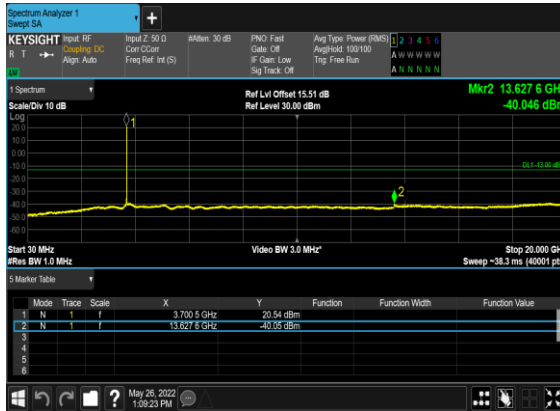 Spectrum Analyzer 1
Swept SA
KEYSIGHT Input: RF Input Z: 50 Ω #Atten: 30 dB PNO: Fast Avg Type: Power (RMS) 1 2 3 4 5 6
R T Coupling: DC Corr CCorr Gate: Off Avg|Hold: 100/100 A W W W W W
Align: Auto Freq Ref: Int (S) IF Gain: Low Trig: Free Run
Sig Track: Off A N N N N N
1 Spectrum Ref Lvl Offset 15.51 dB Mkr2 13.627 6 GHz
Scale/Div 10 dB Ref Level 30.00 dBm -40.046 dBm
Log
20.0
10.0
0.00
-10.0
-20.0
-30.0
-40.0
-50.0
-60.0
1
DL1 -13.00 dB
2
Start 30 MHz Video BW 3.0 MHz* Stop 20.000 GH
#Res BW 1.0 MHz Sweep ~38.3 ms (40001 pts
5 Marker Table
Mode Trace Scale X Y Function Function Width Function Value
1 N 1 f 3.700 5 GHz 20.54 dBm
2 N 1 f 13.627 6 GHz -40.05 dBm
3
4
5
6
? May 26, 2022
1:09:23 PM